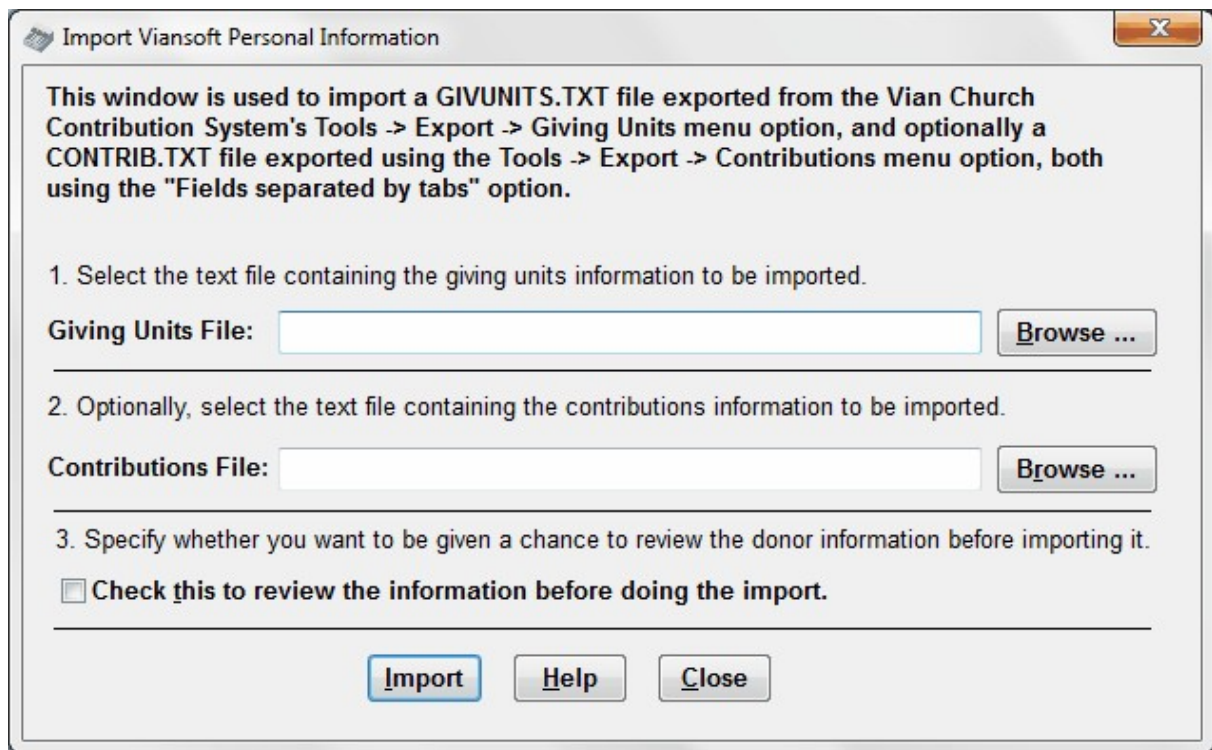 Import Viansoft Personal Information
This window is used to import a GIVUNITS.TXT file exported from the Vian Church
Contribution System's Tools -> Export -> Giving Units menu option, and optionally a
CONTRIB.TXT file exported using the Tools -> Export -> Contributions menu option, both
using the "Fields separated by tabs" option.
1. Select the text file containing the giving units information to be imported.
Giving Units File: Browse ...
2. Optionally, select the text file containing the contributions information to be imported.
Contributions File: Browse ...
3. Specify whether you want to be given a chance to review the donor information before importing it.
Check this to review the information before doing the import.
Import Help Close